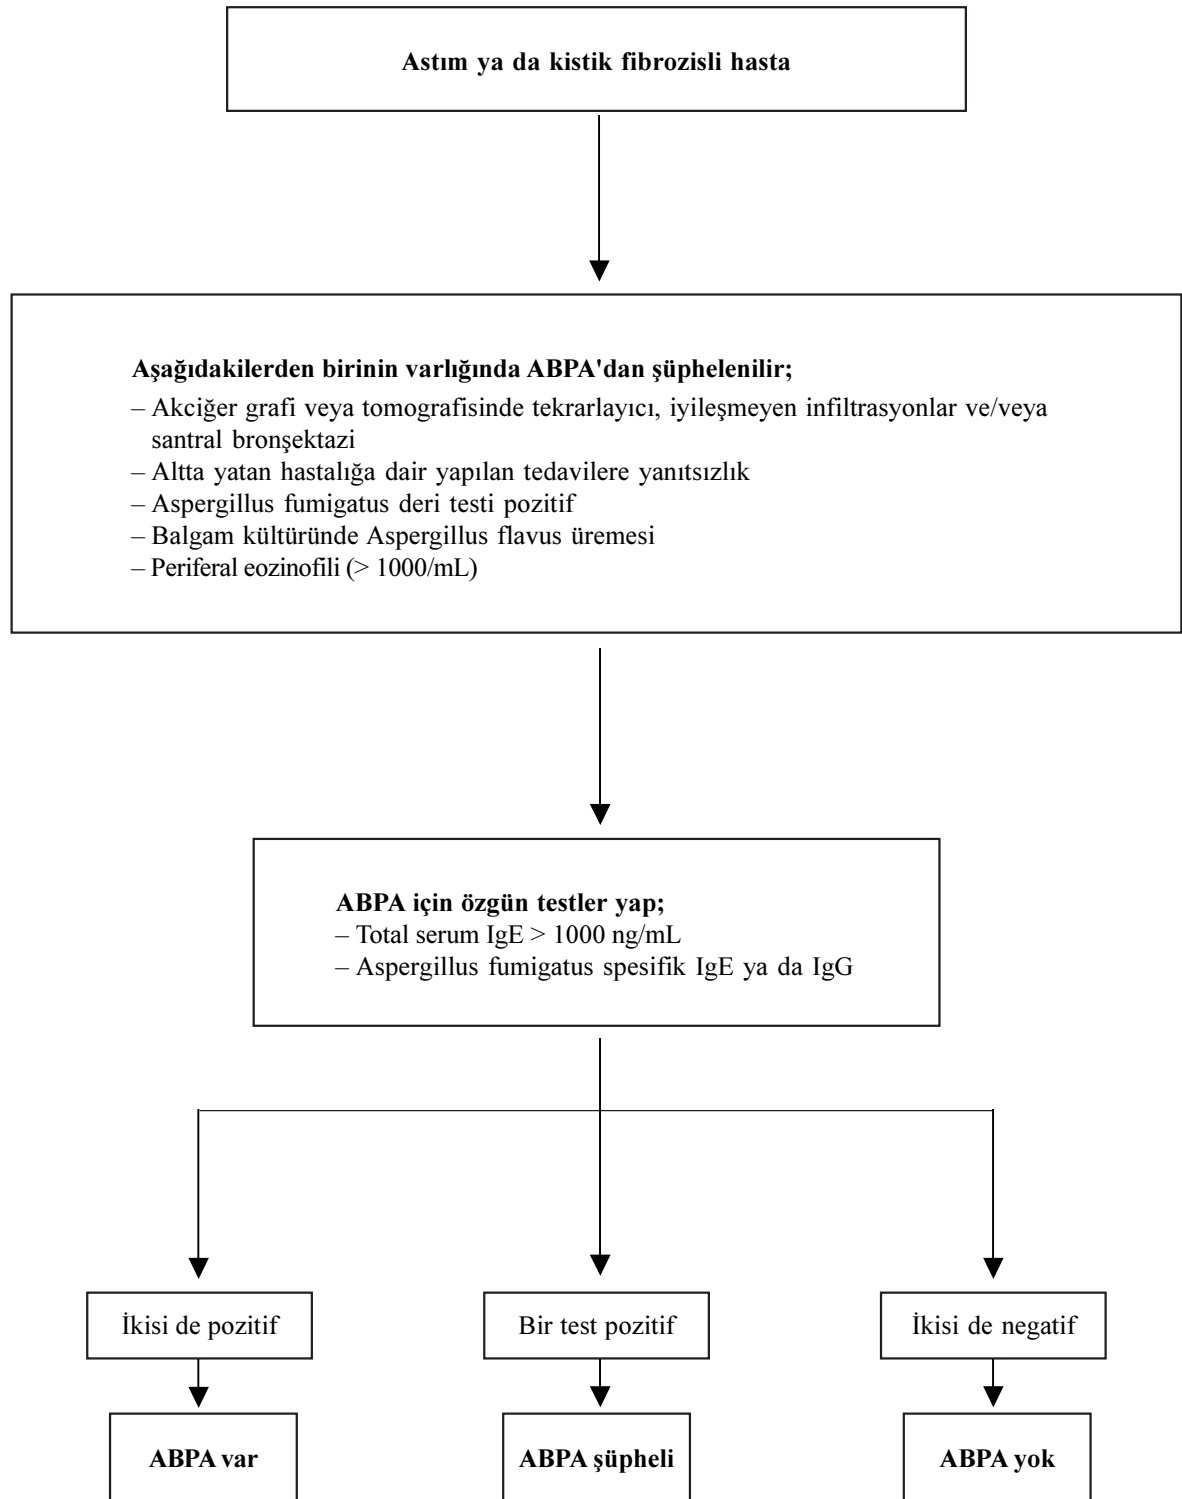 Astım ya da kistik fibrozisli hasta
Aşağıdakilerden birinin varlığında ABPA'dan şüphelenilir;
– Akciğer grafi veya tomografisinde tekrarlayıcı, iyileşmeyen infiltrasyonlar ve/veya
santral bronşektazi
– Altta yatan hastalığa dair yapılan tedavilere yanıtsızlık
– Aspergillus fumigatus deri testi pozitif
– Balgam kültüründe Aspergillus flavus üremesi
– Periferal eozinofili (> 1000/mL)
ABPA için özgün testler yap;
– Total serum IgE > 1000 ng/mL
– Aspergillus fumigatus spesifik IgE ya da IgG
İkisi de pozitif
Bir test pozitif
İkisi de negatif
ABPA var
ABPA şüpheli
ABPA yok